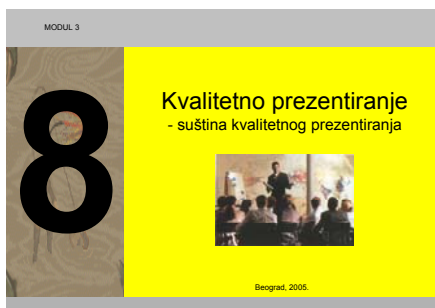 MODUL 3
8
Kvalitetno prezentiranje
- suština kvalitetnog prezentiranja
Beograd, 2005.